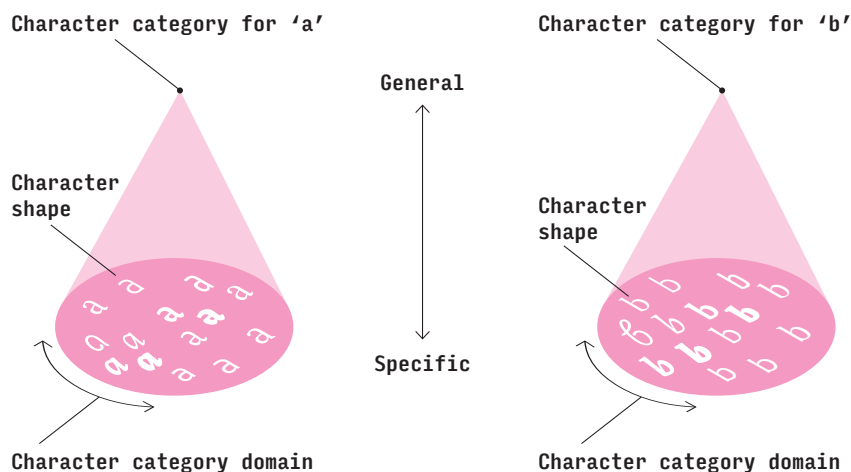 Character category for ‘a’
Character category for ‘b’
General
Character
shape
Character
shape
a a a a
a a a a
a a a a
a a a
b b b b
b b b b
b b b b
b b b
Specific
Character category domain
Character category domain